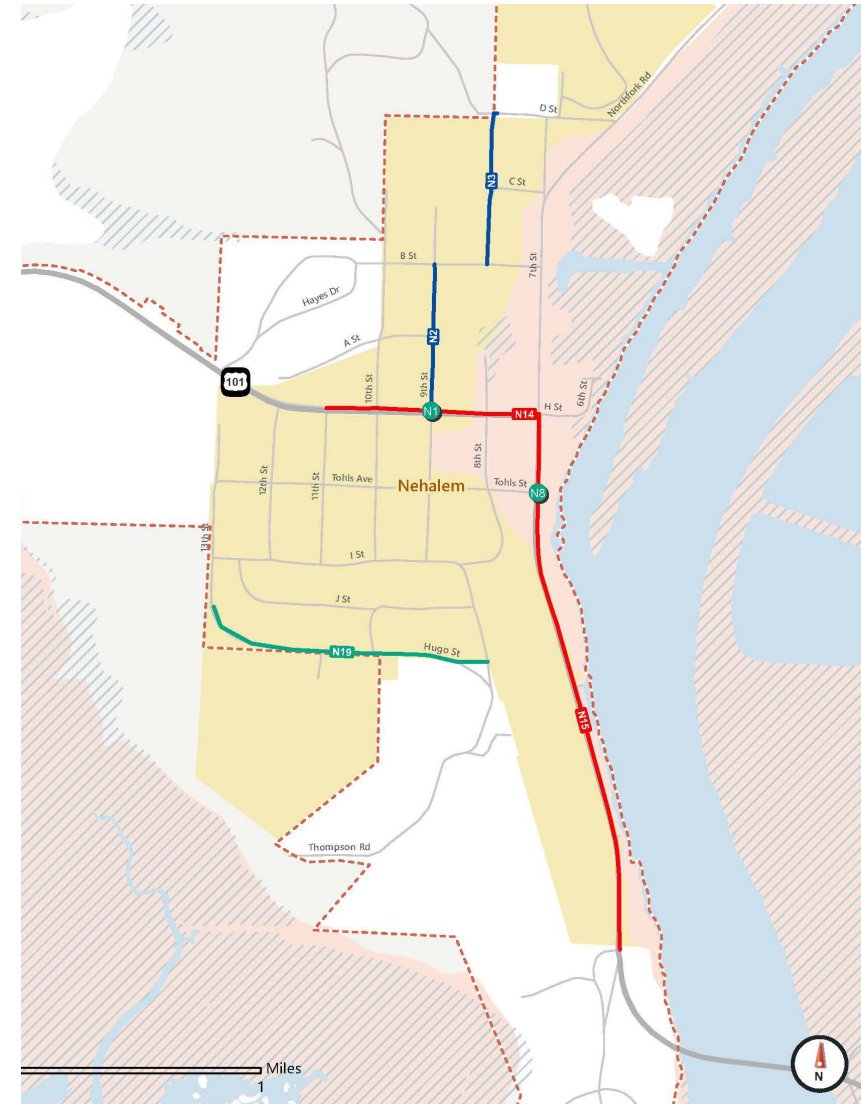 Northfork Rd
D St
N3
C St
B St
7th St
Hayes Dr
N2
A St
101
10th St
9th St
6th St
N1
N14
H St
8th St
12th St
11th St
Tohls Ave
Nehalem
Tohls St
N8
13th St
I St
J St
Hugo St
N19
N15
Thompson Rd
Miles
1
N